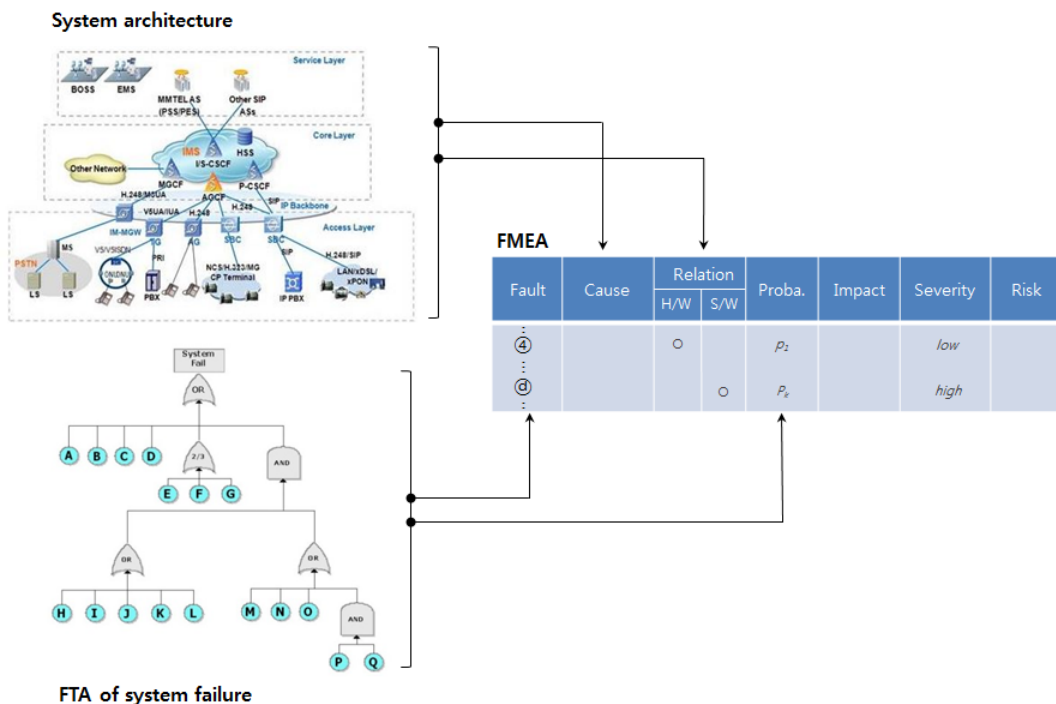 System architecture
Service Layer
BOSS
EMS
MMTEL AS
(PSS/PES)
Other SIP
ASs
Core Layer
IMS
HSS
I/S-CSCF
Other Network
MGCF
P-CSCF
AGCF
H.248/M3UA
SIP
V5UA/IUA
H.248
H.248
IP Backbone
IM-MGW
AG
SBC
SBC
Access Layer
MS
V5/V5ISDN
PRI
SIP
H.248/SIP
PSTN
NCS/H.323/MG
CP Terminal
LAN/xDSL/
xPON
LS
LS
PBX
IP PBX
FMEA
Fault
Cause
Relation
H/W
S/W
Proba.
Impact
Severity
Risk
④
○
p₁
low
ⓓ
○
Pₖ
high
System
Fail
OR
A
B
C
D
2/3
AND
E
F
G
OR
OR
H
I
J
K
L
M
N
O
AND
P
Q
FTA of system failure